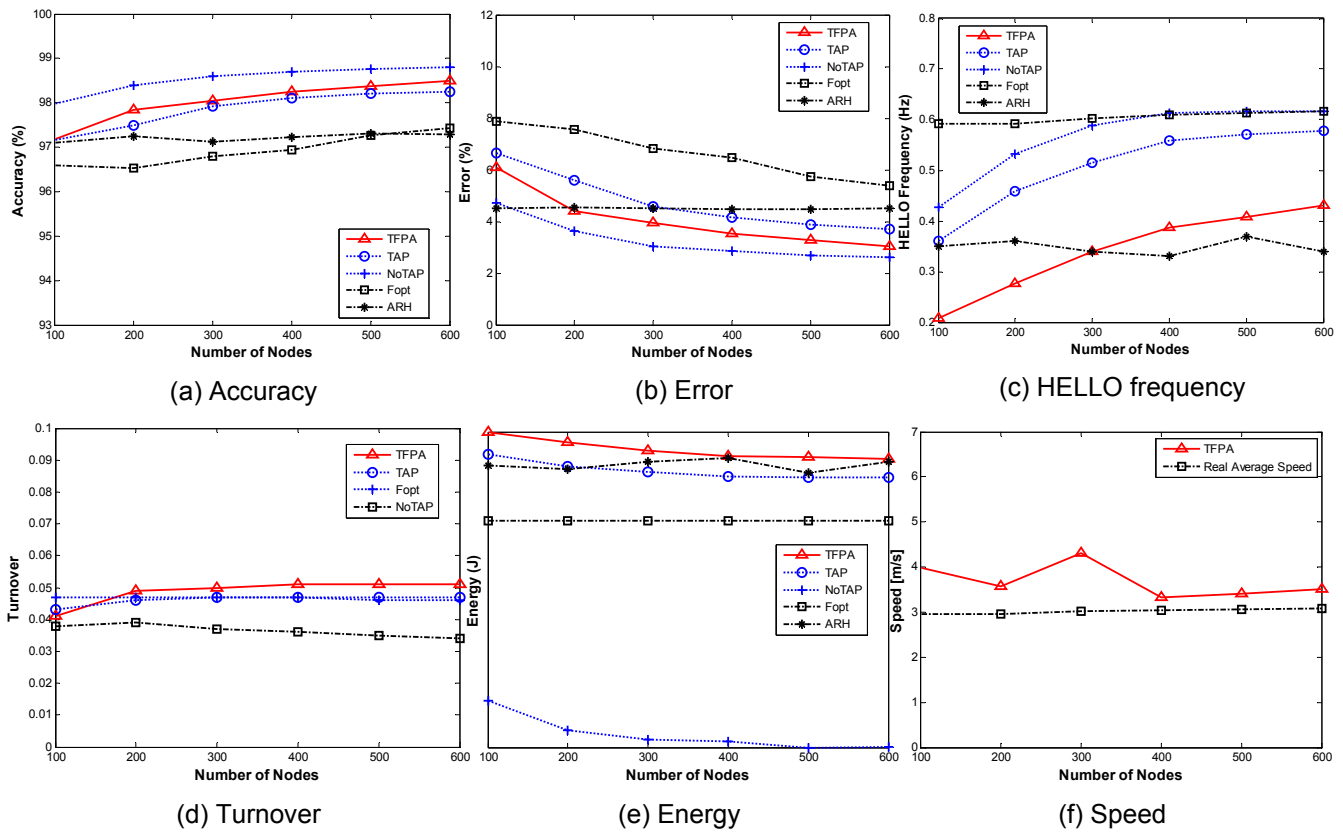 100
99
98
97
96
95
94
93
Accuracy (%)
TFPA
TAP
NoTAP
Fopt
ARH
100 200 300 400 500 600
Number of Nodes
(a) Accuracy
12
10
8
6
4
2
0
Error (%)
TFPA
TAP
NoTAP
Fopt
ARH
100 200 300 400 500 600
Number of Nodes
(b) Error
0.8
0.7
0.6
0.5
0.4
0.3
0.2
HELLO Frequency (Hz)
TFPA
TAP
NoTAP
Fopt
ARH
100 200 300 400 500 600
Number of Nodes
(c) HELLO frequency
0.1
0.09
0.08
0.07
0.06
0.05
0.04
0.03
0.02
0.01
0
Turnover
TFPA
TAP
Fopt
NoTAP
100 200 300 400 500 600
Number of Nodes
(d) Turnover
Energy (J)
TFPA
TAP
NoTAP
Fopt
ARH
100 200 300 400 500 600
Number of Nodes
(e) Energy
7
6
5
4
3
2
1
0
Speed [m/s]
TFPA
Real Average Speed
100 200 300 400 500 600
Number of Nodes
(f) Speed